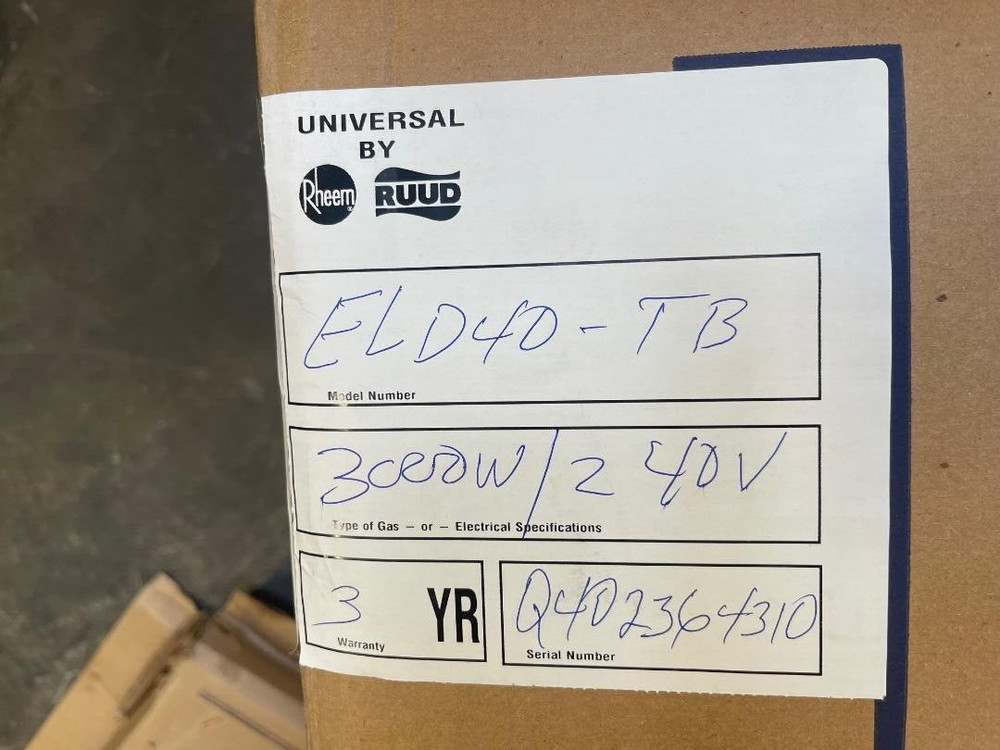 UNIVERSAL
BY
Rheem® RUUD
ELD40-TB
Model Number
3000W/240V
Type of Gas – or – Electrical Specifications
3 YR
Warranty
Q402364310
Serial Number